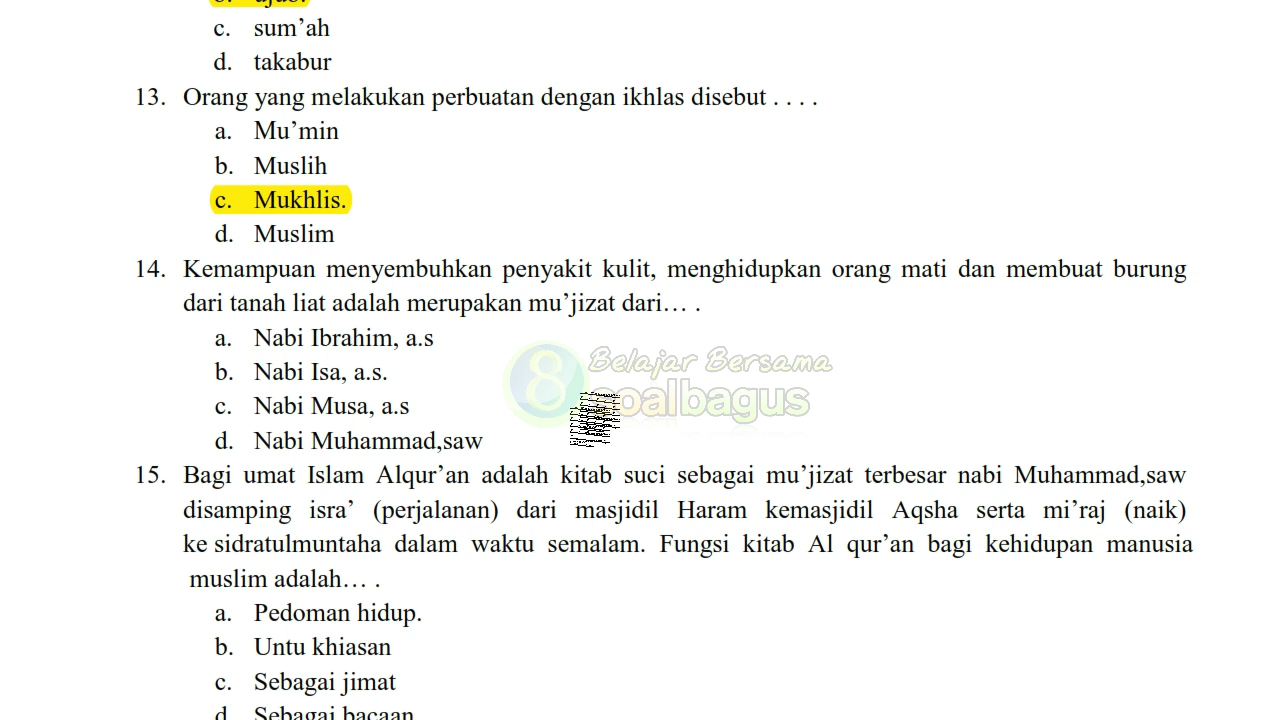 b. ujub.
c. sum’ah
d. takabur
13. Orang yang melakukan perbuatan dengan ikhlas disebut . . . .
a. Mu’min
b. Muslih
c. Mukhlis.
d. Muslim
14. Kemampuan menyembuhkan penyakit kulit, menghidupkan orang mati dan membuat burung
dari tanah liat adalah merupakan mu’jizat dari… .
a. Nabi Ibrahim, a.s
b. Nabi Isa, a.s.
c. Nabi Musa, a.s
d. Nabi Muhammad,saw
Belajar Bersama
soalbagus
15. Bagi umat Islam Alqur’an adalah kitab suci sebagai mu’jizat terbesar nabi Muhammad,saw
disamping isra’ (perjalanan) dari masjidil Haram kemasjidil Aqsha serta mi’raj (naik)
ke sidratulmuntaha dalam waktu semalam. Fungsi kitab Al qur’an bagi kehidupan manusia
muslim adalah… .
a. Pedoman hidup.
b. Untu khiasan
c. Sebagai jimat
d. Sebagai bacaan